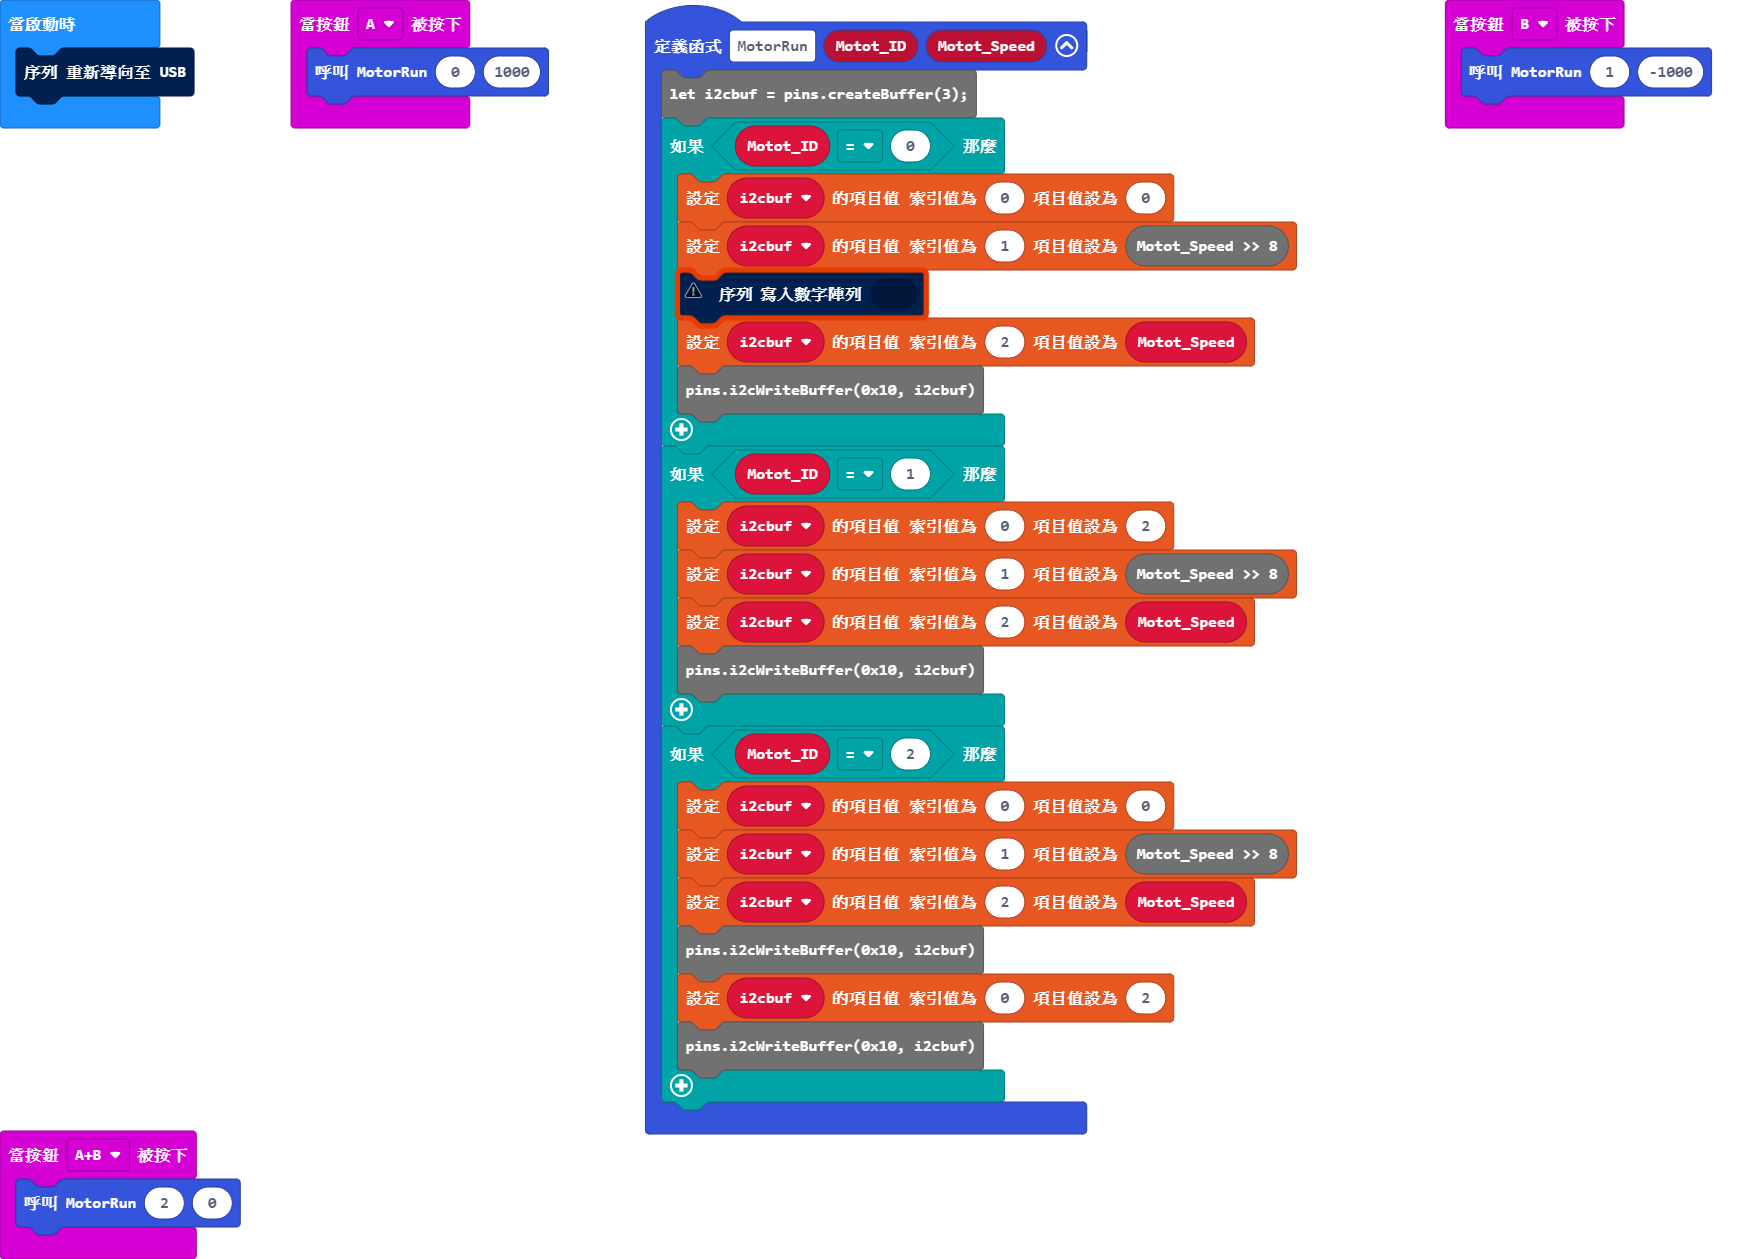 當啟動時
序列 重新導向至 USB
當按鈕 A 被按下
呼叫 MotorRun 0 1000
定義函式 MotorRun Motot_ID Motot_Speed
let i2cbuf = pins.createBuffer(3);
如果 Motot_ID = 0 那麼
設定 i2cbuf 的項目值 索引值為 0 項目值設為 0
設定 i2cbuf 的項目值 索引值為 1 項目值設為 Motot_Speed >> 8
序列 寫入數字陣列
設定 i2cbuf 的項目值 索引值為 2 項目值設為 Motot_Speed
pins.i2cWriteBuffer(0x10, i2cbuf)
如果 Motot_ID = 1 那麼
設定 i2cbuf 的項目值 索引值為 0 項目值設為 2
設定 i2cbuf 的項目值 索引值為 1 項目值設為 Motot_Speed >> 8
設定 i2cbuf 的項目值 索引值為 2 項目值設為 Motot_Speed
pins.i2cWriteBuffer(0x10, i2cbuf)
如果 Motot_ID = 2 那麼
設定 i2cbuf 的項目值 索引值為 0 項目值設為 0
設定 i2cbuf 的項目值 索引值為 1 項目值設為 Motot_Speed >> 8
設定 i2cbuf 的項目值 索引值為 2 項目值設為 Motot_Speed
pins.i2cWriteBuffer(0x10, i2cbuf)
設定 i2cbuf 的項目值 索引值為 0 項目值設為 2
pins.i2cWriteBuffer(0x10, i2cbuf)
當按鈕 B 被按下
呼叫 MotorRun 1 -1000
當按鈕 A+B 被按下
呼叫 MotorRun 2 0